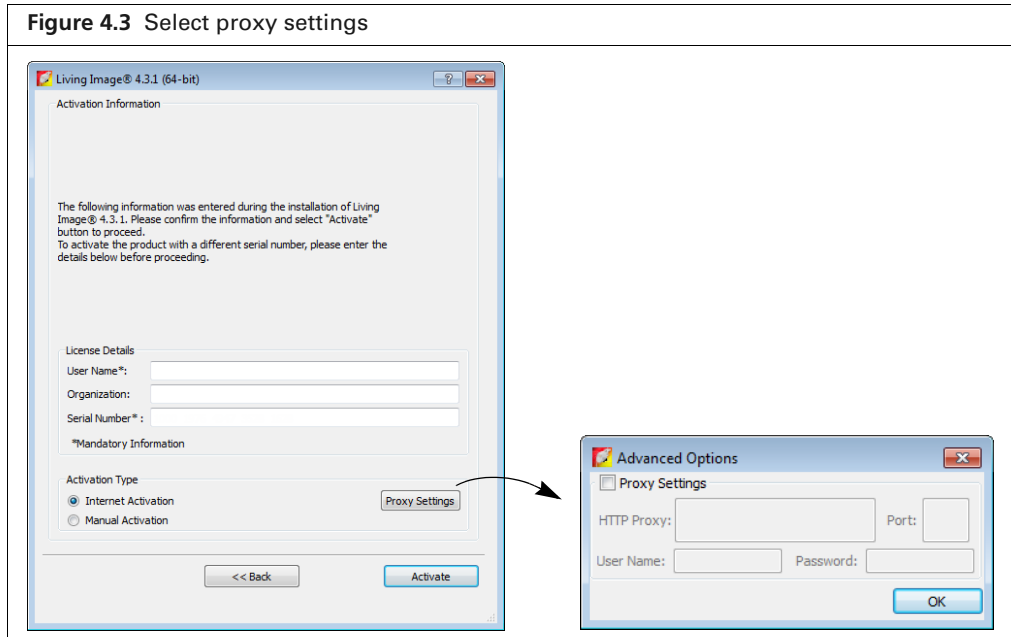 Figure 4.3 Select proxy settings
Living Image® 4.3.1 (64-bit)
Activation Information
The following information was entered during the installation of Living
Image® 4.3.1. Please confirm the information and select "Activate"
button to proceed.
To activate the product with a different serial number, please enter the
details below before proceeding.
License Details
User Name*:
Organization:
Serial Number* :
*Mandatory Information
Activation Type
Internet Activation
Proxy Settings
Manual Activation
<< Back
Activate
Advanced Options
Proxy Settings
HTTP Proxy:
Port:
User Name:
Password:
OK